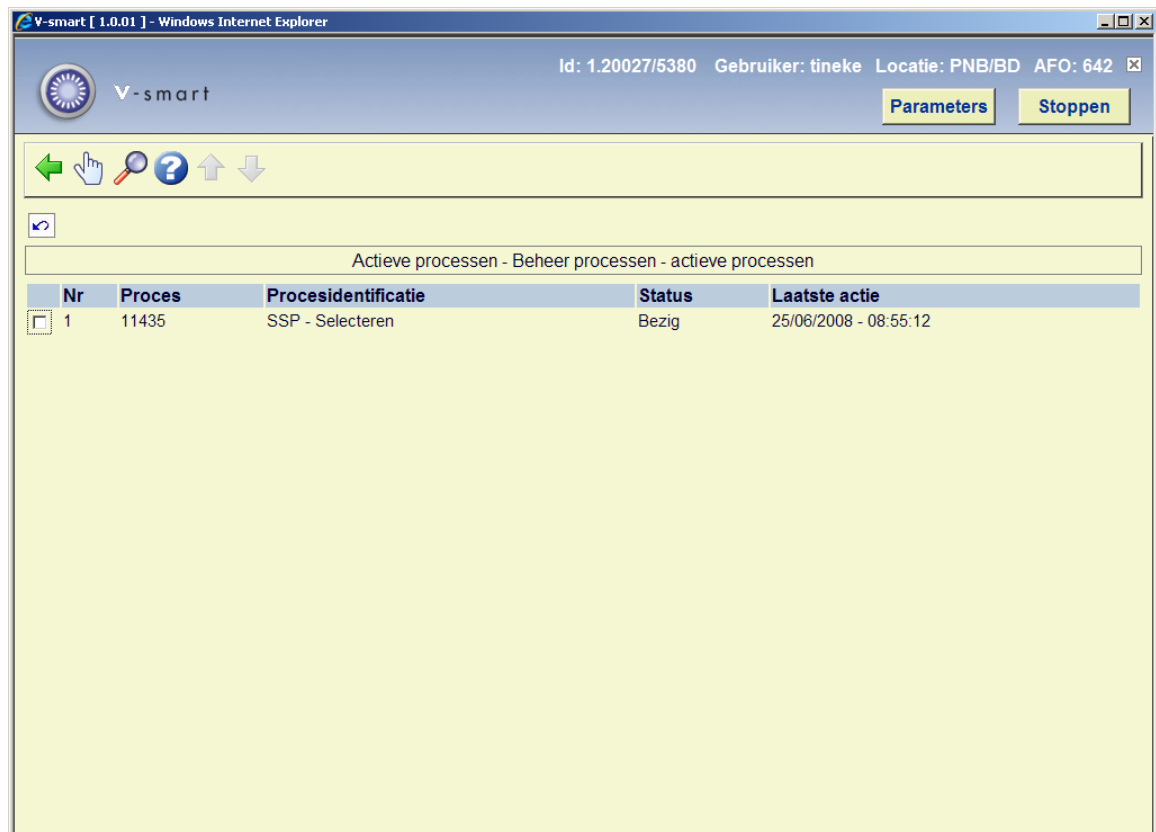 V-smart [ 1.0.01 ] - Windows Internet Explorer
Id: 1.20027/5380 Gebruiker: tineke Locatie: PNB/BD AFO: 642
V-smart
Parameters Stoppen
Actieve processen - Beheer processen - actieve processen
Nr Proces Procesidentificatie Status Laatste actie
1 11435 SSP - Selecteren Bezig 25/06/2008 - 08:55:12